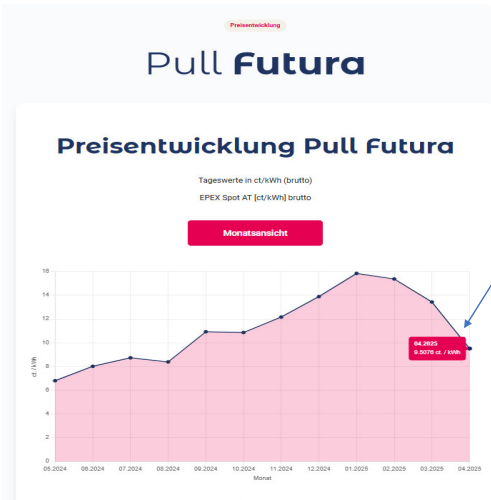 Preisentwicklung
Pull Futura
Preisentwicklung Pull Futura
Tageswerte in ct/kWh (brutto)
EPEX Spot AT [ct/kWh] brutto
Monatsansicht
16
14
12
10
8
6
4
2
0
ct. / kWh
04.2025
9.5076 ct. / kWh
05.2024 06.2024 07.2024 08.2024 09.2024 10.2024 11.2024 12.2024 01.2025 02.2025 03.2025 04.2025
Monat